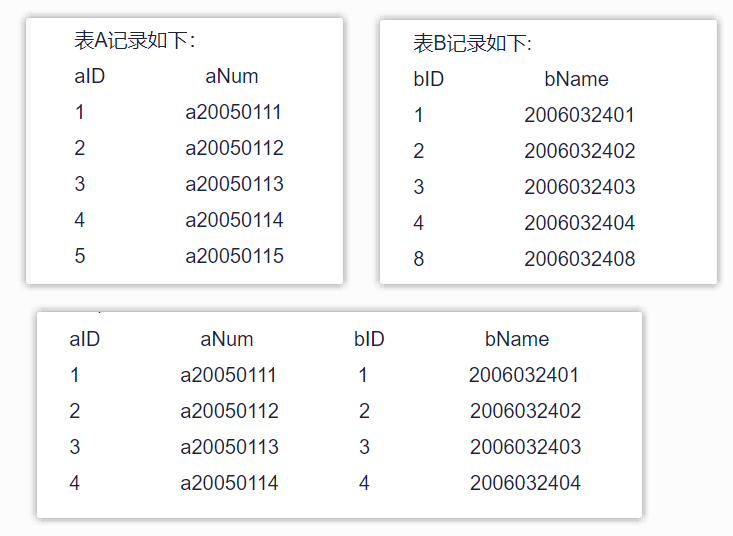 表A记录如下：
aID aNum
1 a20050111
2 a20050112
3 a20050113
4 a20050114
5 a20050115
表B记录如下:
bID bName
1 2006032401
2 2006032402
3 2006032403
4 2006032404
8 2006032408
aID aNum bID bName
1 a20050111 1 2006032401
2 a20050112 2 2006032402
3 a20050113 3 2006032403
4 a20050114 4 2006032404